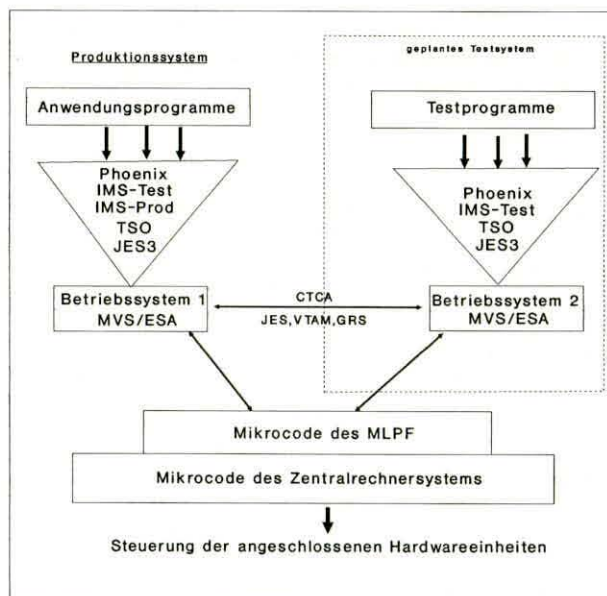 Produktionssystem
geplantes Testsystem
Anwendungsprogramme
Testprogramme
Phoenix
IMS-Test
IMS-Prod
TSO
JES3
Phoenix
IMS-Test
TSO
JES3
Betriebssystem 1
MVS/ESA
CTCA
JES,VTAM,GRS
Betriebssystem 2
MVS/ESA
Mikrocode des MLPF
Mikrocode des Zentralrechnersystems
Steuerung der angeschlossenen Hardwareeinheiten